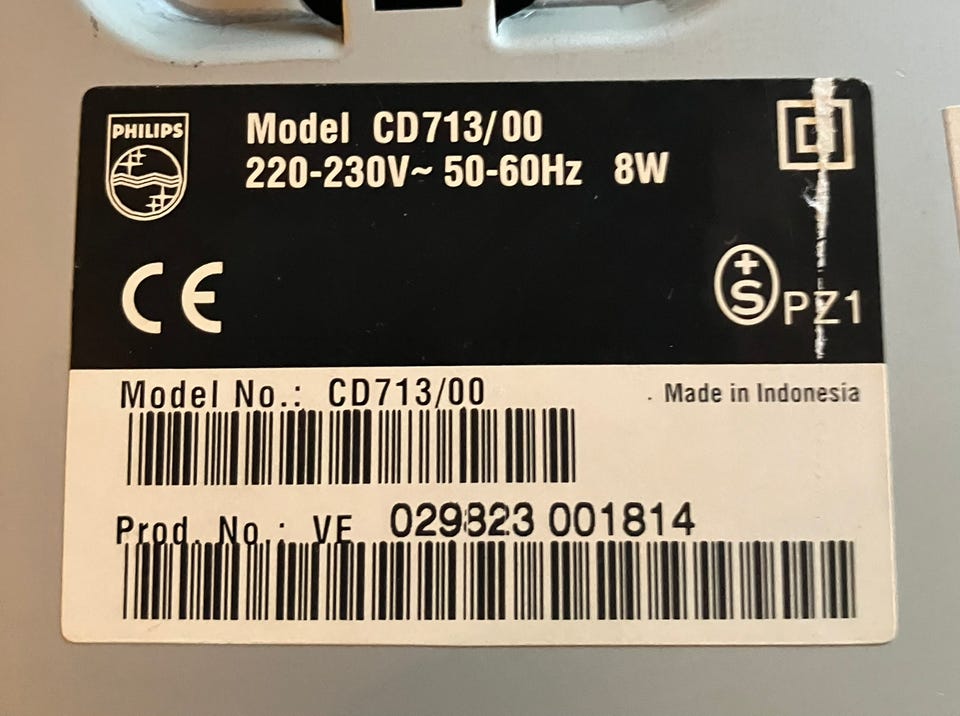 PHILIPS
Model CD713/00
220-230V~ 50-60Hz 8W
CE
+
S PZ1
Model No.: CD713/00
Made in Indonesia
Prod. No.: VE 029823 001814